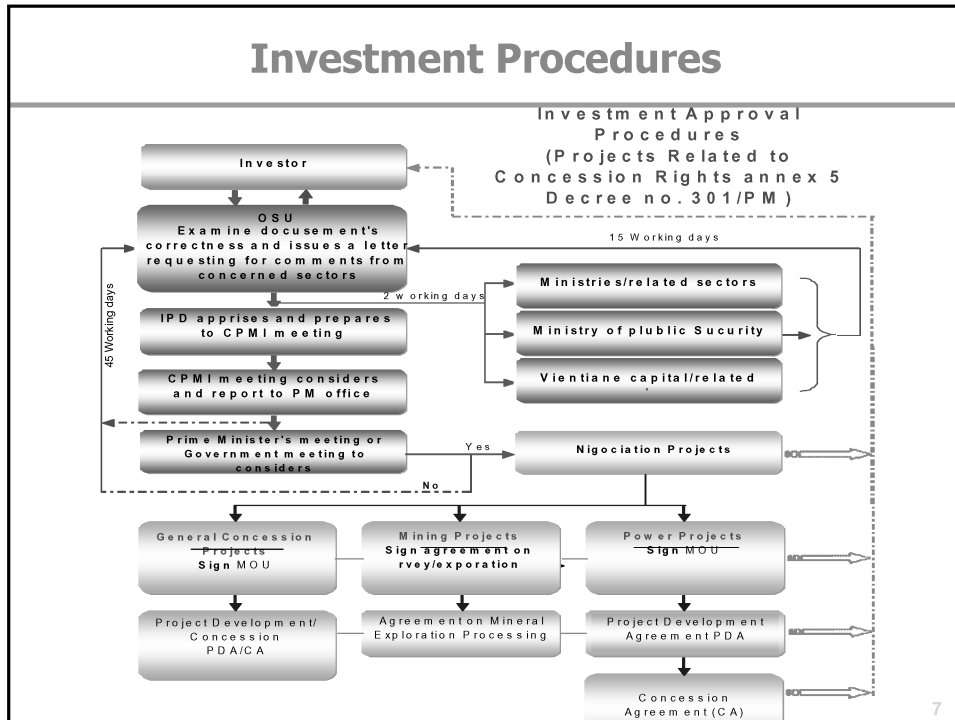 Investment Procedures
Investment Approval
Procedures
(Projects Related to
Concession Rights annex 5
Decree no. 301/PM)
Investor
OSU
Examine docusement's
correctness and issues a letter
requesting for comments from
concerned sectors
15 Working days
2 working days
45 Working days
Ministries/related sectors
IPD apprises and prepares
to CPMI meeting
Ministry of plublic Sucurity
CPMI meeting considers
and report to PM office
Vientiane capital/related
Prime Minister's meeting or
Government meeting to
considers
Yes
No
Nigociation Projects
General Concession
Projects
Sign MOU
Mining Projects
Sign agreement on
rvey/exporation
Power Projects
Sign MOU
Project Development/
Concession
PDA/CA
Agreement on Mineral
Exploration Processing
Project Development
Agreement PDA
Concession
Agreement (CA)
7